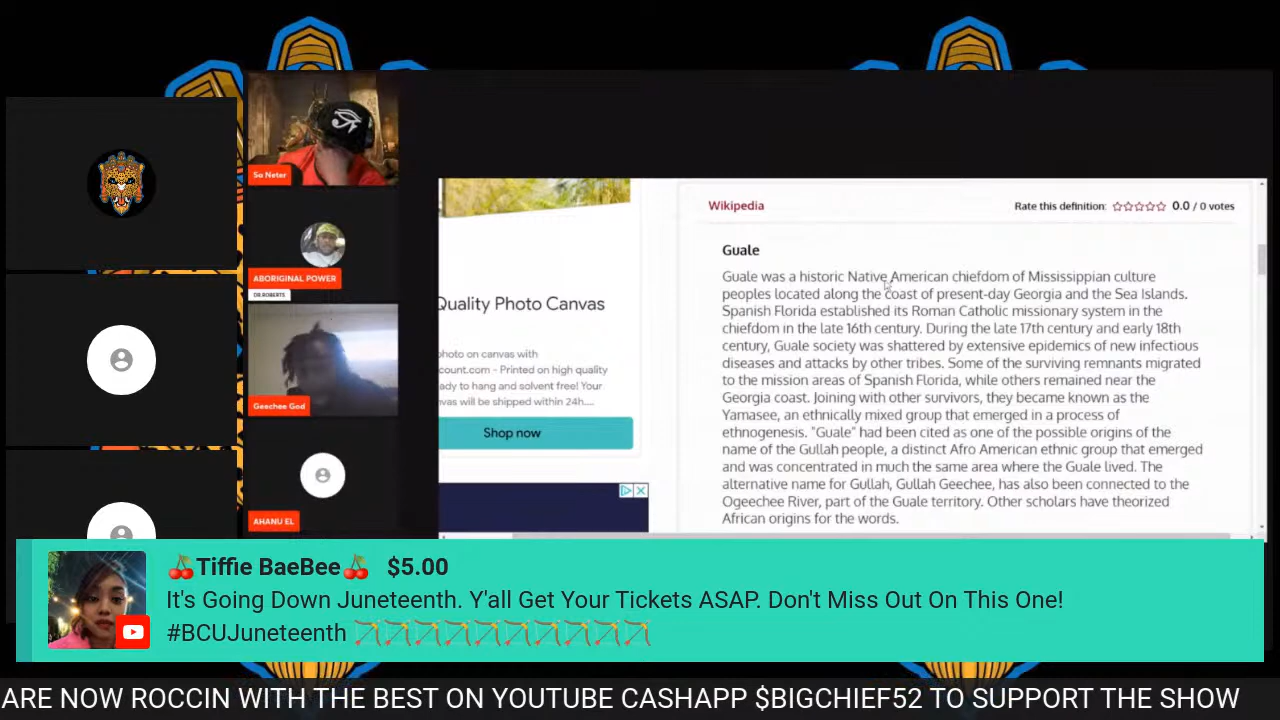 Sa Neter
ABORIGINAL POWER
DR.ROBERTS
Geechee God
AHANU EL
Quality Photo Canvas
photo on canvas with
count.com - Printed on high quality
ady to hang and solvent free! Your
vas will be shipped within 24h....
Shop now
Wikipedia
Rate this definition: ☆☆☆☆☆ 0.0 / 0 votes
Guale
Guale was a historic Native American chiefdom of Mississippian culture
peoples located along the coast of present-day Georgia and the Sea Islands.
Spanish Florida established its Roman Catholic missionary system in the
chiefdom in the late 16th century. During the late 17th century and early 18th
century, Guale society was shattered by extensive epidemics of new infectious
diseases and attacks by other tribes. Some of the surviving remnants migrated
to the mission areas of Spanish Florida, while others remained near the
Georgia coast. Joining with other survivors, they became known as the
Yamasee, an ethnically mixed group that emerged in a process of
ethnogenesis. "Guale" had been cited as one of the possible origins of the
name of the Gullah people, a distinct Afro American ethnic group that emerged
and was concentrated in much the same area where the Guale lived. The
alternative name for Gullah, Gullah Geechee, has also been connected to the
Ogeechee River, part of the Guale territory. Other scholars have theorized
African origins for the words.
🍒Tiffie BaeBee🍒 $5.00
It's Going Down Juneteenth. Y'all Get Your Tickets ASAP. Don't Miss Out On This One!
#BCUJuneteenth 🏹🏹🏹🏹🏹🏹🏹🏹🏹🏹
ARE NOW ROCCIN WITH THE BEST ON YOUTUBE CASHAPP $BIGCHIEF52 TO SUPPORT THE SHOW